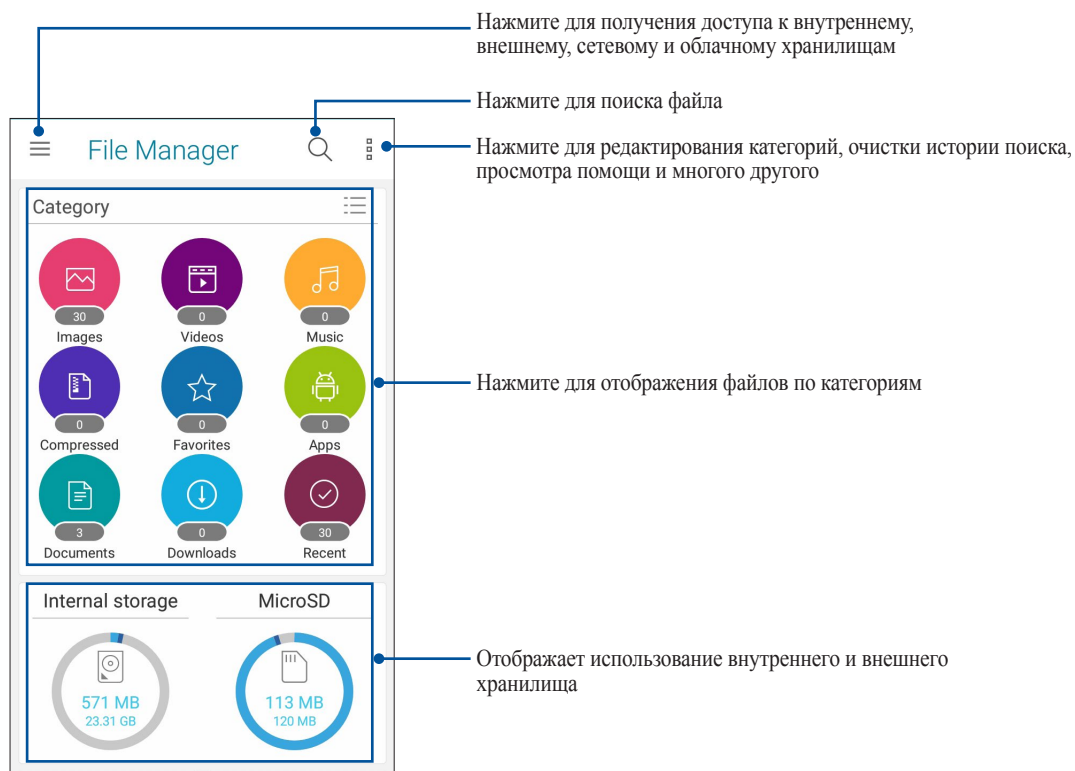 Нажмите для получения доступа к внутреннему,
внешнему, сетевому и облачному хранилищам
Нажмите для поиска файла
File Manager
Нажмите для редактирования категорий, очистки истории поиска,
просмотра помощи и многого другого
Category
30
0
0
Images
Videos
Music
Нажмите для отображения файлов по категориям
0
0
0
Compressed
Favorites
Apps
3
0
30
Documents
Downloads
Recent
Internal storage
MicroSD
Отображает использование внутреннего и внешнего
хранилища
571 MB
23.31 GB
113 MB
120 MB